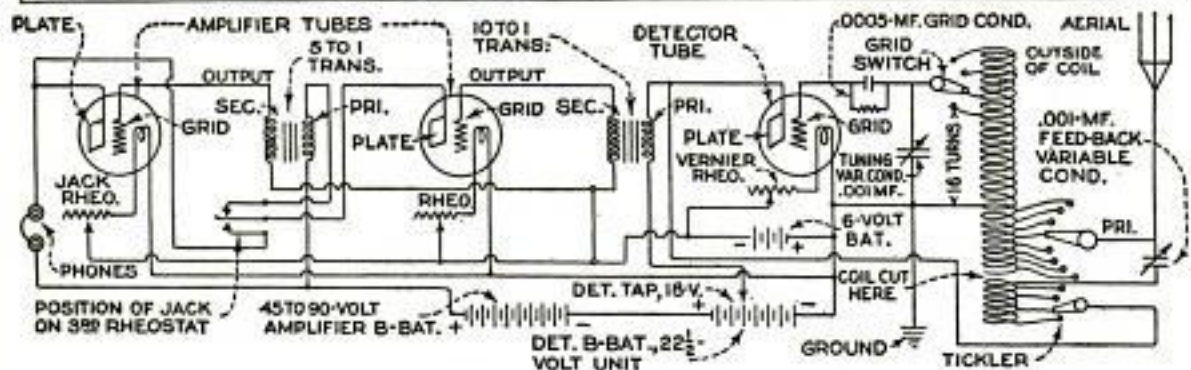 PLATE
AMPLIFIER TUBES
10 TO 1
TRANS:
DETECTOR
TUBE
.0005-MF. GRID COND.
GRID
SWITCH
AERIAL
OUTSIDE
OF COIL
5 TO 1
TRANS.
OUTPUT
SEC.
PRI.
GRID
OUTPUT
GRID
PLATE
SEC.
PRI.
PLATE
GRID
VERNIER
RHEO.
TUNING
VAR. COND.
.001 MF.
16 TURNS
.001-MF.
FEED-BACK
VARIABLE
COND.
JACK
RHEO.
RHEO.
6-VOLT
BAT.
- +
PRI.
PHONES
POSITION OF JACK
ON 3RD RHEOSTAT
45 TO 90-VOLT
AMPLIFIER B-BAT. + -
DET. TAP, 18-V. + -
DET. B-BAT., 22½-
VOLT UNIT
COIL CUT
HERE
GROUND
TICKLER